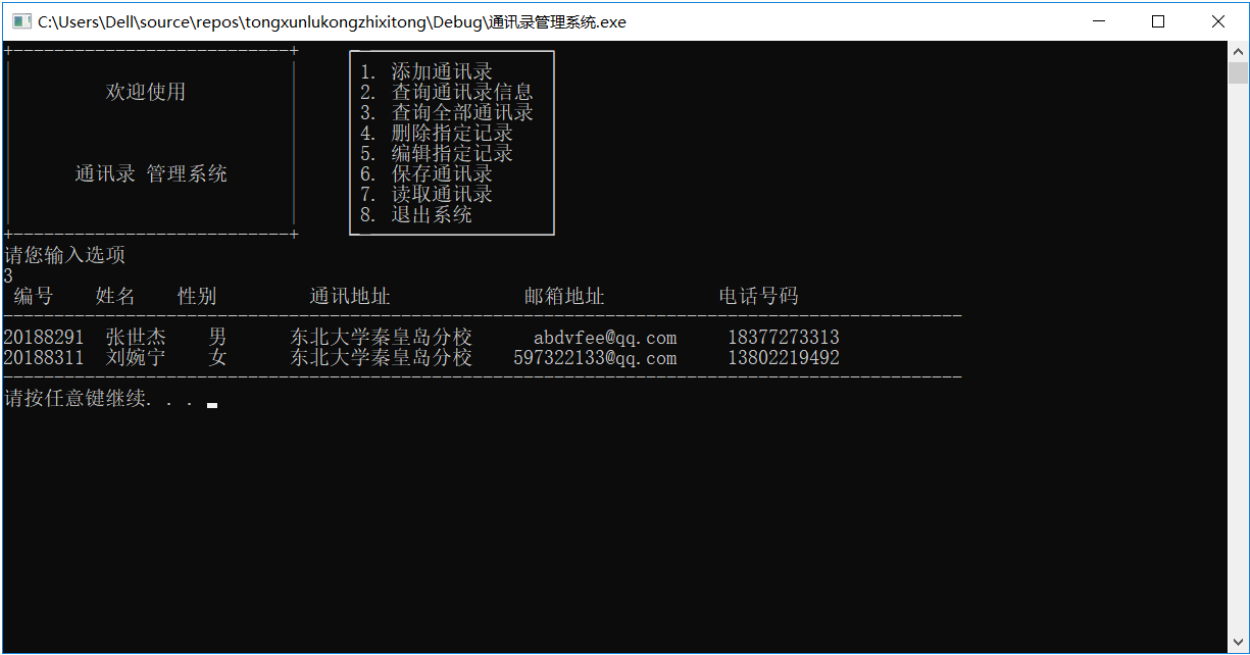 C:\Users\Dell\source\repos\tongxunlukongzhixitong\Debug\通讯录管理系统.exe
欢迎使用
通讯录 管理系统
1. 添加通讯录
2. 查询通讯录信息
3. 查询全部通讯录
4. 删除指定记录
5. 编辑指定记录
6. 保存通讯录
7. 读取通讯录
8. 退出系统
请您输入选项
3
编号 姓名 性别 通讯地址 邮箱地址 电话号码
20188291 张世杰 男 东北大学秦皇岛分校 abdvfee@qq.com 18377273313
20188311 刘婉宁 女 东北大学秦皇岛分校 597322133@qq.com 13802219492
请按任意键继续. . .